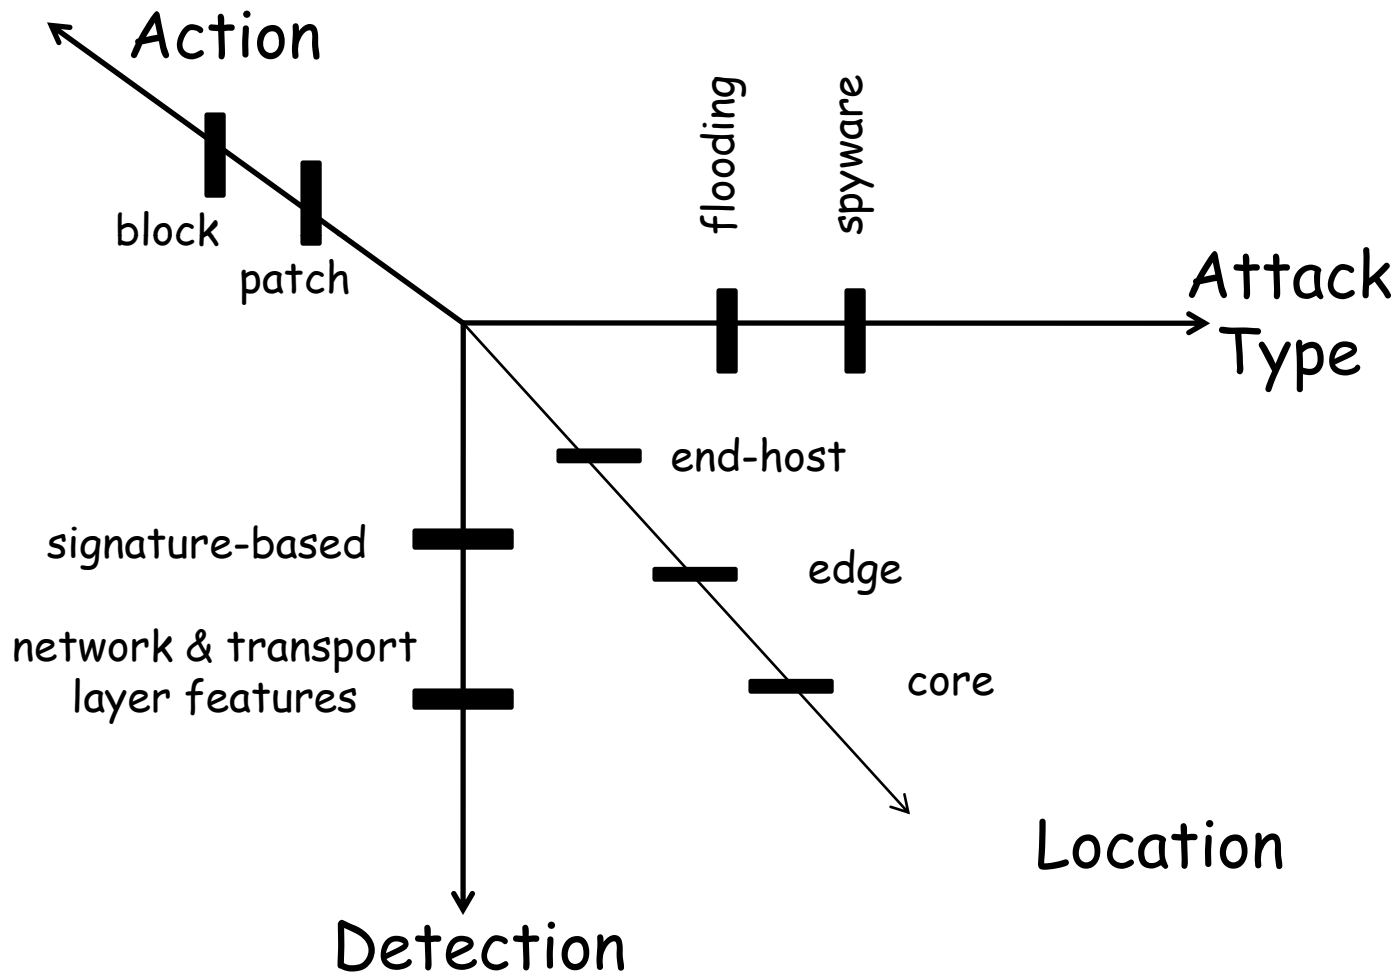 Action
flooding
spyware
block
patch
Attack
Type
end-host
signature-based
edge
network & transport
layer features
core
Location
Detection